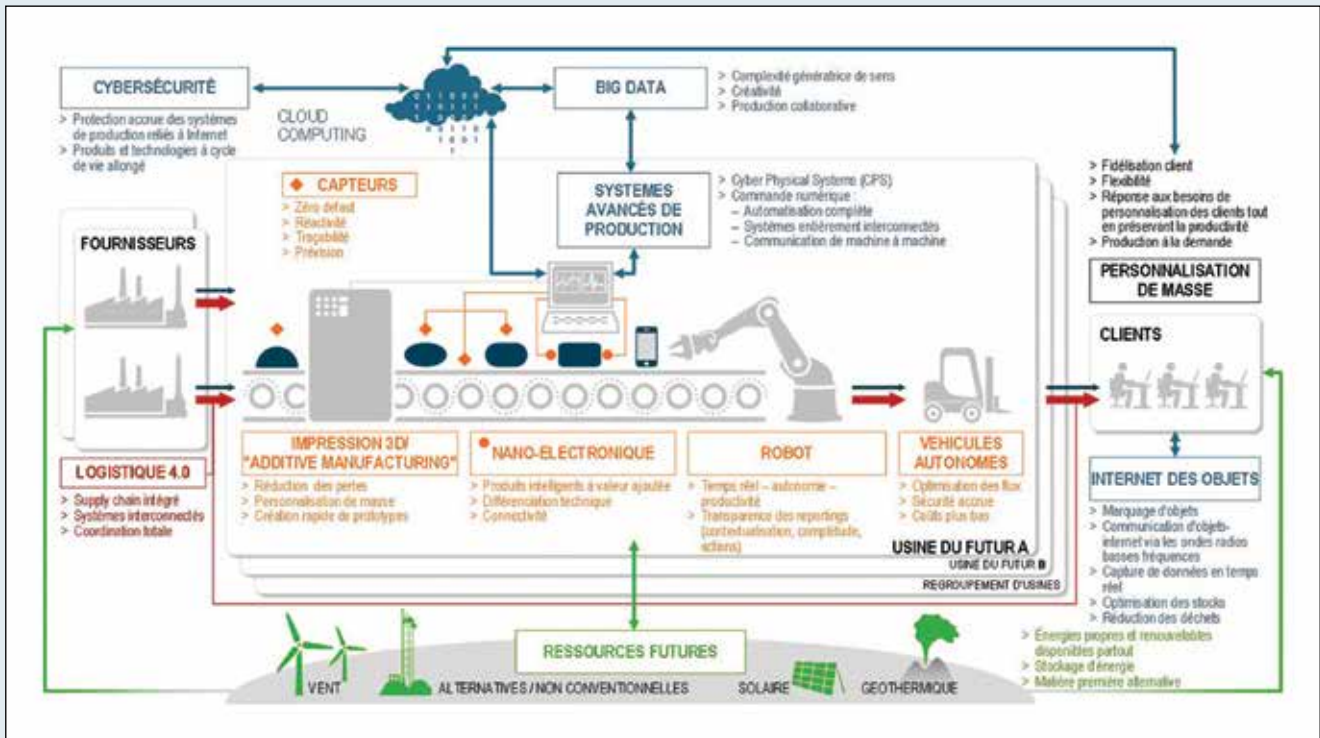 CYBERSÉCURITÉ
> Protection accrue des systèmes
de production reliés à Internet
> Produits et technologies à cycle
de vie allongé
CLOUD
COMPUTING
BIG DATA
> Complexité génératrice de sens
> Créativité
> Production collaborative
CAPTEURS
> Zéro défaut
> Réactivité
> Traçabilité
> Prévision
SYSTEMES
AVANCÉS DE
PRODUCTION
> Cyber Physical Systems (CPS)
> Commande numérique :
– Automatisation complète
– Systèmes entièrement interconnectés
– Communication de machine à machine
> Fidélisation client
> Flexibilité
> Réponse aux besoins de
personnalisation des clients tout
en préservant la productivité
> Production à la demande
PERSONNALISATION
DE MASSE
FOURNISSEURS
CLIENTS
LOGISTIQUE 4.0
> Supply chain intégré
> Systèmes interconnectés
> Coordination totale
IMPRESSION 3D/
"ADDITIVE MANUFACTURING"
> Réduction des pertes
> Personnalisation de masse
> Création rapide de prototypes
NANO-ELECTRONIQUE
> Produits intelligents à valeur ajoutée
> Différenciation technique
> Connectivité
ROBOT
> Temps réel – autonomie –
productivité
> Transparence des reportings
(contextualisation, complétude,
actions)
VEHICULES
AUTONOMES
> Optimisation des flux
> Sécurité accrue
> Coûts plus bas
USINE DU FUTUR A
USINE DU FUTUR B
REGROUPEMENT D'USINES
INTERNET DES OBJETS
> Marquage d'objets
> Communication d'objets-
internet via les ondes radios
basses fréquences
> Capture de données en temps
réel
> Optimisation des stocks
> Réduction des déchets
RESSOURCES FUTURES
VENT
ALTERNATIVES / NON CONVENTIONNELLES
SOLAIRE
GEOTHERMIQUE
> Énergies propres et renouvelables
disponibles partout
> Stockage d'énergie
> Matière première alternative